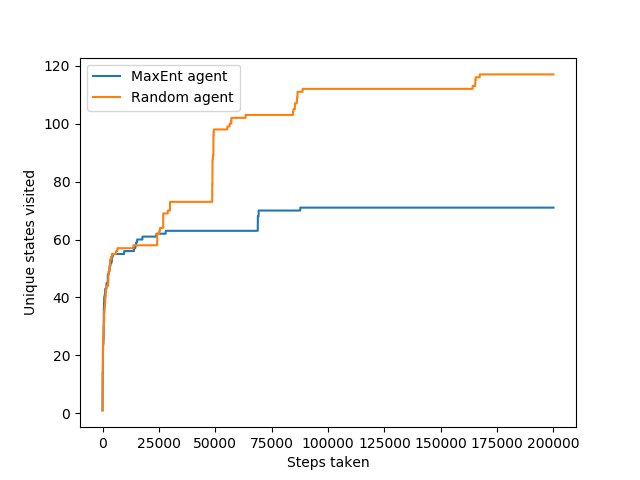 MaxEnt agent
Random agent
Unique states visited
120
100
80
60
40
20
0
0 25000 50000 75000 100000 125000 150000 175000 200000
Steps taken